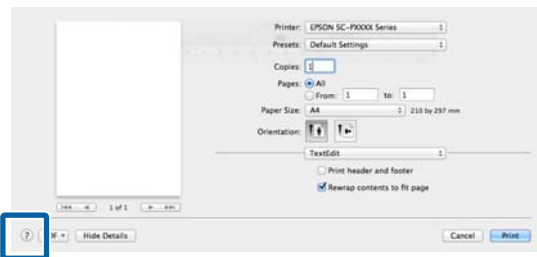 Printer: EPSON SC-PXXXX Series
Presets: Default Settings
Copies: 1
Pages: All
From: 1 to: 1
Paper Size: A4 210 by 297 mm
Orientation:
TextEdit
Print header and footer
Rewrap contents to fit page
1 of 1
? DF Hide Details Cancel Print